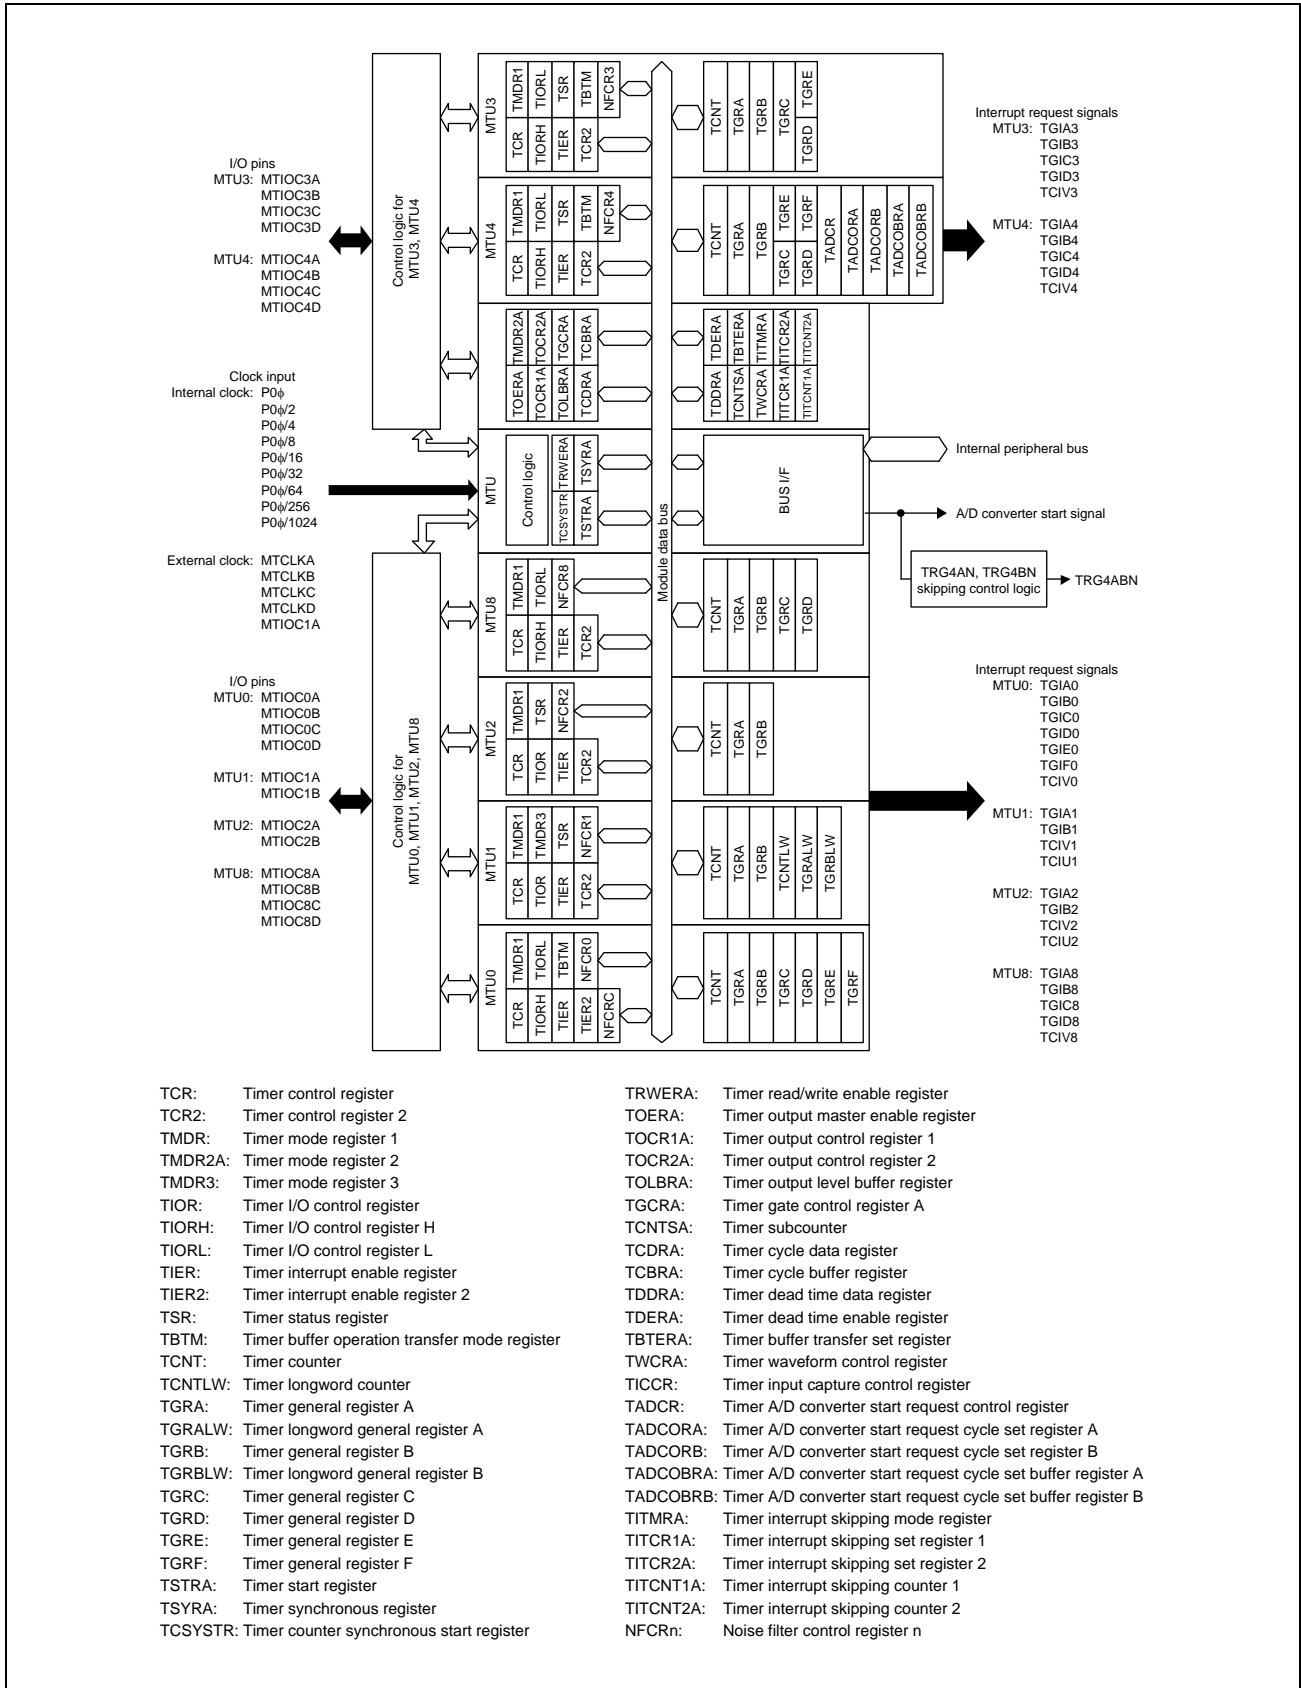 I/O pins
MTU3: MTIOC3A
MTIOC3B
MTIOC3C
MTIOC3D
MTU4: MTIOC4A
MTIOC4B
MTIOC4C
MTIOC4D
Clock input
Internal clock: P0ϕ
P0ϕ/2
P0ϕ/4
P0ϕ/8
P0ϕ/16
P0ϕ/32
P0ϕ/64
P0ϕ/256
P0ϕ/1024
External clock: MTCLKA
MTCLKB
MTCLKC
MTCLKD
MTIOC1A
I/O pins
MTU0: MTIOC0A
MTIOC0B
MTIOC0C
MTIOC0D
MTU1: MTIOC1A
MTIOC1B
MTU2: MTIOC2A
MTIOC2B
MTU8: MTIOC8A
MTIOC8B
MTIOC8C
MTIOC8D
Control logic for
MTU3, MTU4
Control logic for
MTU0, MTU1, MTU2, MTU8
MTU3
TMDR1
TIORL
TSR
TBTM
NFCR3
TCR
TIORH
TIER
TCR2
TCNT
TGRA
TGRB
TGRC
TGRE
TGRD
MTU4
TMDR1
TIORL
TSR
TBTM
NFCR4
TCR
TIORH
TIER
TCR2
TCNT
TGRA
TGRB
TGRE
TGRF
TGRC
TGRD
TADCR
TADCORA
TADCORB
TADCOBRA
TADCOBRB
TMDR2A
TOCR2A
TGCRA
TCBRA
TOERA
TOCR1A
TOLBRA
TCDRA
TDERA
TBTERA
TITMRA
TITCR2A
TITCNT2A
TDDRA
TCNTSA
TWCRA
TITCR1A
TITCNT1A
MTU
Control logic
TRWERA
TSYRA
TCSYSTR
TSTRA
BUS I/F
Module data bus
MTU8
TMDR1
TIORL
NFCR8
TCR
TIORH
TIER
TCR2
TCNT
TGRA
TGRB
TGRC
TGRD
MTU2
TMDR1
TSR
NFCR2
TCR
TIOR
TIER
TCR2
TCNT
TGRA
TGRB
MTU1
TMDR1
TMDR3
TSR
NFCR1
TCR
TIOR
TIER
TCR2
TCNT
TGRA
TGRB
TCNTLW
TGRALW
TGRBLW
MTU0
TMDR1
TIORL
TBTM
NFCR0
TCR
TIORH
TIER
TIER2
NFCRC
TCNT
TGRA
TGRB
TGRC
TGRD
TGRE
TGRF
Interrupt request signals
MTU3: TGIA3
TGIB3
TGIC3
TGID3
TCIV3
MTU4: TGIA4
TGIB4
TGIC4
TGID4
TCIV4
Internal peripheral bus
A/D converter start signal
TRG4AN, TRG4BN
skipping control logic
TRG4ABN
Interrupt request signals
MTU0: TGIA0
TGIB0
TGIC0
TGID0
TGIE0
TGIF0
TCIV0
MTU1: TGIA1
TGIB1
TCIV1
TCIU1
MTU2: TGIA2
TGIB2
TCIV2
TCIU2
MTU8: TGIA8
TGIB8
TGIC8
TGID8
TCIV8
TCR: Timer control register
TCR2: Timer control register 2
TMDR: Timer mode register 1
TMDR2A: Timer mode register 2
TMDR3: Timer mode register 3
TIOR: Timer I/O control register
TIORH: Timer I/O control register H
TIORL: Timer I/O control register L
TIER: Timer interrupt enable register
TIER2: Timer interrupt enable register 2
TSR: Timer status register
TBTM: Timer buffer operation transfer mode register
TCNT: Timer counter
TCNTLW: Timer longword counter
TGRA: Timer general register A
TGRALW: Timer longword general register A
TGRB: Timer general register B
TGRBLW: Timer longword general register B
TGRC: Timer general register C
TGRD: Timer general register D
TGRE: Timer general register E
TGRF: Timer general register F
TSTRA: Timer start register
TSYRA: Timer synchronous register
TCSYSTR: Timer counter synchronous start register
TRWERA: Timer read/write enable register
TOERA: Timer output master enable register
TOCR1A: Timer output control register 1
TOCR2A: Timer output control register 2
TOLBRA: Timer output level buffer register
TGCRA: Timer gate control register A
TCNTSA: Timer subcounter
TCDRA: Timer cycle data register
TCBRA: Timer cycle buffer register
TDDRA: Timer dead time data register
TDERA: Timer dead time enable register
TBTERA: Timer buffer transfer set register
TWCRA: Timer waveform control register
TICCR: Timer input capture control register
TADCR: Timer A/D converter start request control register
TADCORA: Timer A/D converter start request cycle set register A
TADCORB: Timer A/D converter start request cycle set register B
TADCOBRA: Timer A/D converter start request cycle set buffer register A
TADCOBRB: Timer A/D converter start request cycle set buffer register B
TITMRA: Timer interrupt skipping mode register
TITCR1A: Timer interrupt skipping set register 1
TITCR2A: Timer interrupt skipping set register 2
TITCNT1A: Timer interrupt skipping counter 1
TITCNT2A: Timer interrupt skipping counter 2
NFCRn: Noise filter control register n